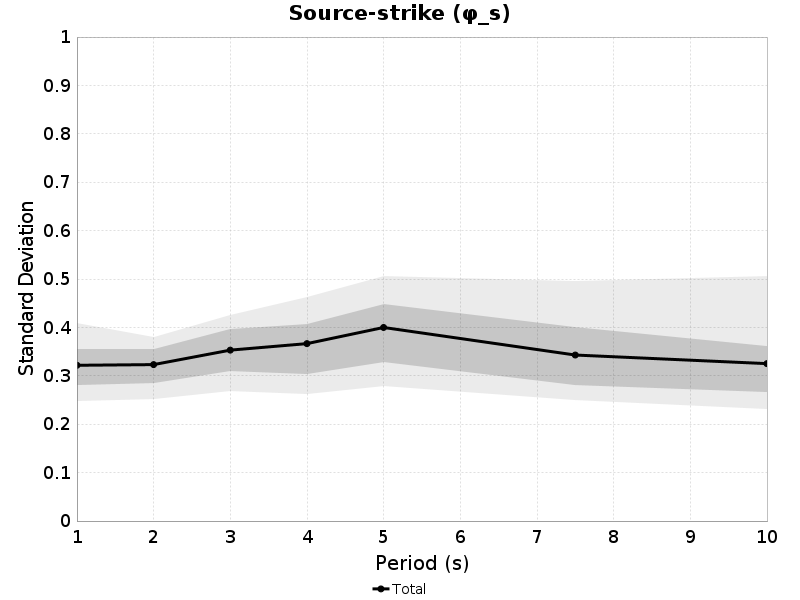 Source-strike (φ_s)
1
0.9
0.8
0.7
0.6
0.5
0.4
0.3
0.2
0.1
0
Standard Deviation
1 2 3 4 5 6 7 8 9 10
Period (s)
Total